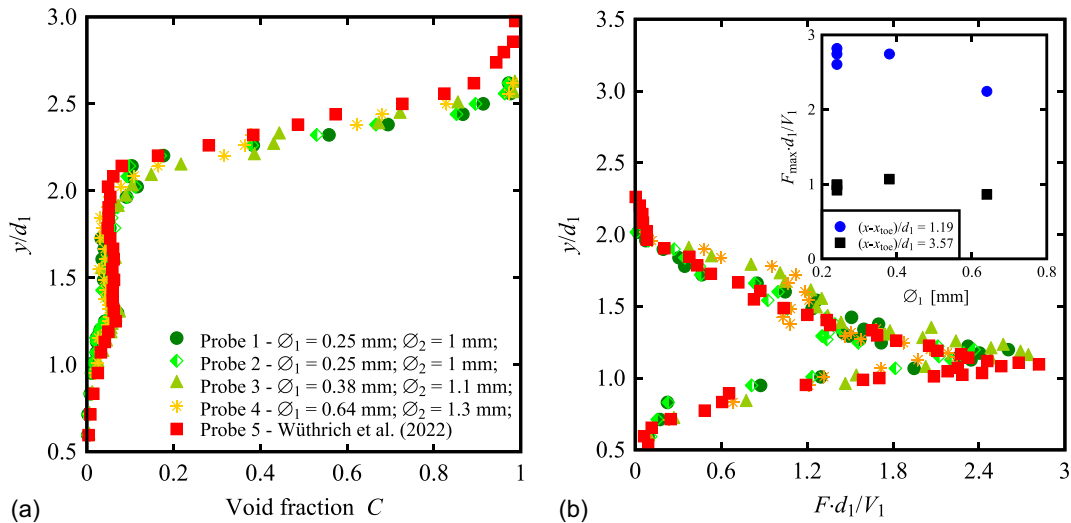 3.0
2.5
2.0
1.5
1.0
0.5
y/d₁
0
0.2
0.4
0.6
0.8
1
Void fraction C
(a)
Probe 1 - ∅₁ = 0.25 mm; ∅₂ = 1 mm;
Probe 2 - ∅₁ = 0.25 mm; ∅₂ = 1 mm;
Probe 3 - ∅₁ = 0.38 mm; ∅₂ = 1.1 mm;
Probe 4 - ∅₁ = 0.64 mm; ∅₂ = 1.3 mm;
Probe 5 - Wüthrich et al. (2022)
3.5
3.0
2.5
2.0
1.5
1.0
0.5
y/d₁
0
0.6
1.2
1.8
2.4
3
F·d₁/V₁
(b)
3
2
1
0
Fmax·d₁/V₁
(x-xtoe)/d₁ = 1.19
(x-xtoe)/d₁ = 3.57
0.2
0.4
0.6
0.8
∅₁ [mm]